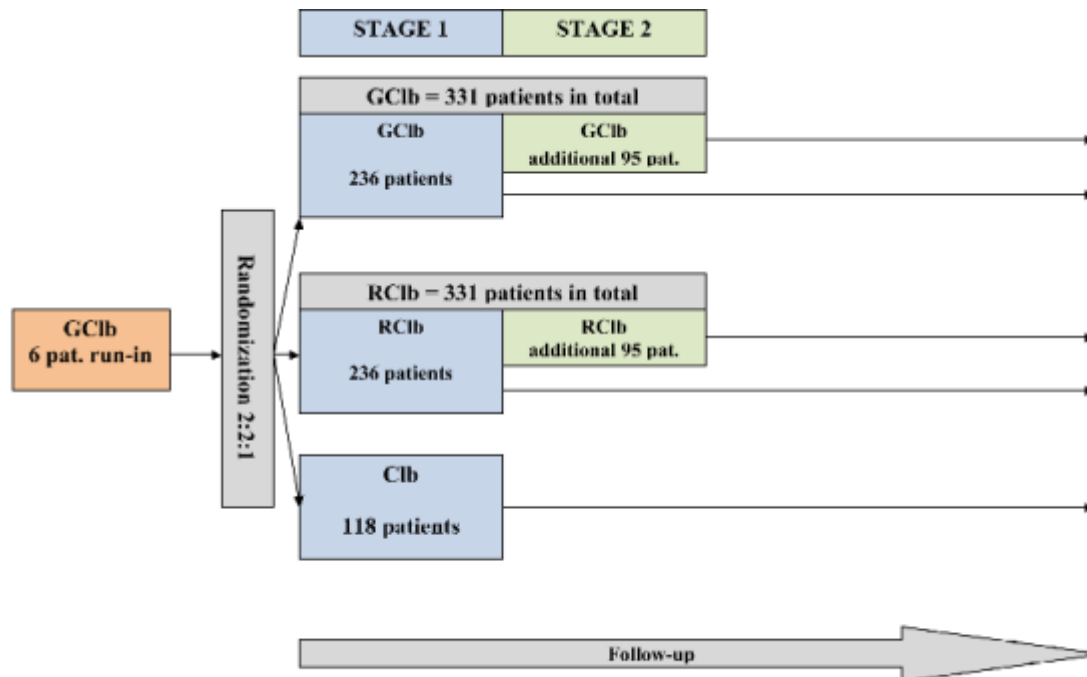 STAGE 1
STAGE 2
GClb = 331 patients in total
GClb
236 patients
GClb
additional 95 pat.
GClb
6 pat. run-in
Randomization 2:2:1
RClb = 331 patients in total
RClb
236 patients
RClb
additional 95 pat.
Clb
118 patients
Follow-up